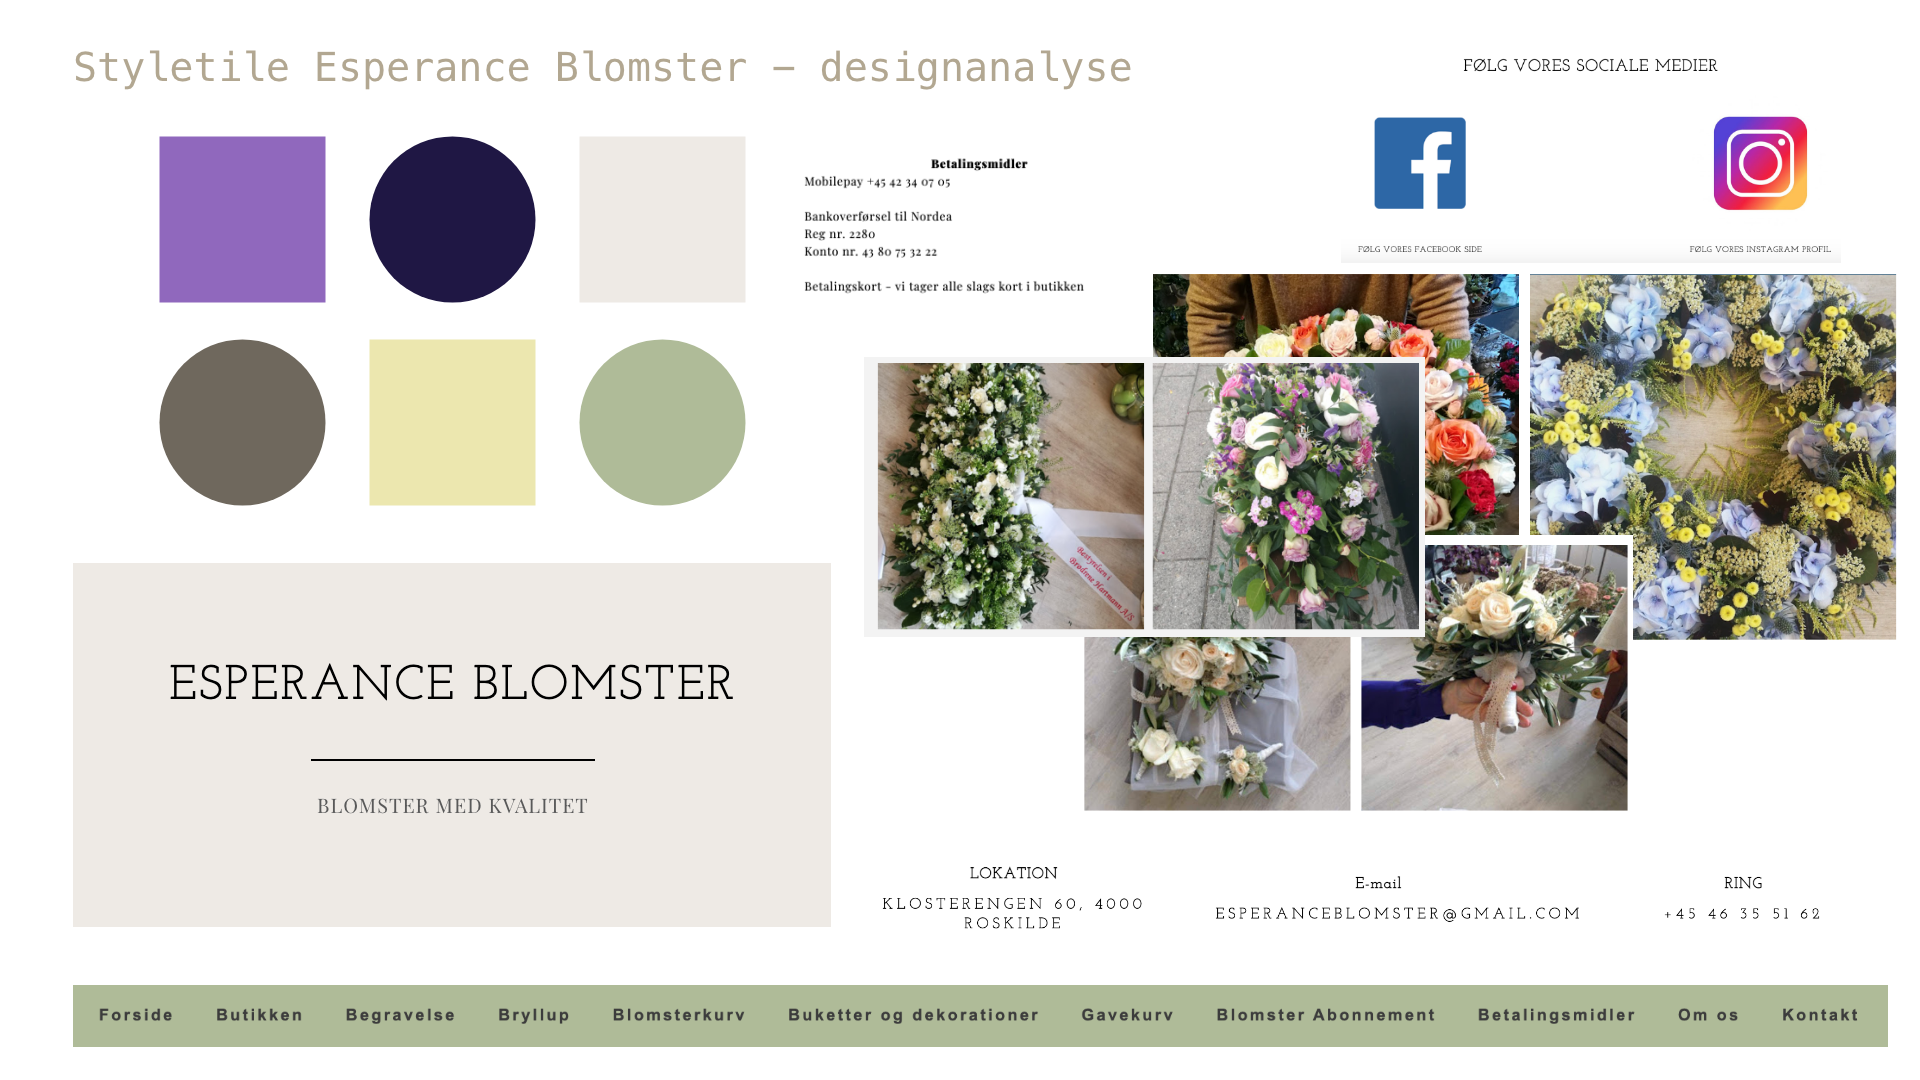 Styletile Esperance Blomster – designanalyse
FØLG VORES SOCIALE MEDIER
FØLG VORES FACEBOOK SIDE
FØLG VORES INSTAGRAM PROFIL
Betalingsmidler
Mobilepay +45 42 34 07 05
Bankoverførsel til Nordea
Reg nr. 2280
Konto nr. 43 80 75 32 22
Betalingskort - vi tager alle slags kort i butikken
Bestyrelsen i
Brødrene Hartmann A/S
ESPERANCE BLOMSTER
BLOMSTER MED KVALITET
LOKATION
KLOSTERENGEN 60, 4000
ROSKILDE
E-mail
ESPERANCEBLOMSTER@GMAIL.COM
RING
+45 46 35 51 62
Forside Butikken Begravelse Bryllup Blomsterkurv Buketter og dekorationer Gavekurv Blomster Abonnement Betalingsmidler Om os Kontakt